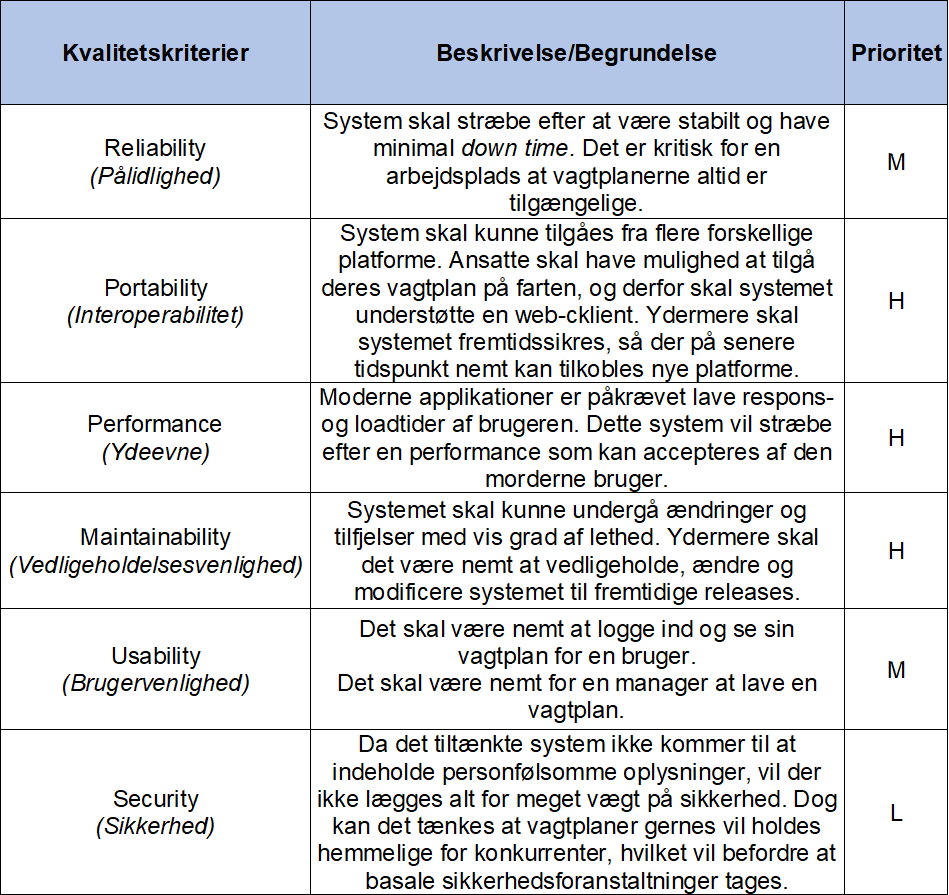 Kvalitetskriterier
Beskrivelse/Begrundelse
Prioritet
Reliability
(Pålidlighed)
System skal stræbe efter at være stabilt og have
minimal down time. Det er kritisk for en
arbejdsplads at vagtplanerne altid er
tilgængelige.
M
Portability
(Interoperabilitet)
System skal kunne tilgåes fra flere forskellige
platforme. Ansatte skal have mulighed at tilgå
deres vagtplan på farten, og derfor skal systemet
understøtte en web-cklient. Ydermere skal
systemet fremtidssikres, så der på senere
tidspunkt nemt kan tilkobles nye platforme.
H
Performance
(Ydeevne)
Moderne applikationer er påkrævet lave respons-
og loadtider af brugeren. Dette system vil stræbe
efter en performance som kan accepteres af den
morderne bruger.
H
Maintainability
(Vedligeholdelsesvenlighed)
Systemet skal kunne undergå ændringer og
tilfjelser med vis grad af lethed. Ydermere skal
det være nemt at vedligeholde, ændre og
modificere systemet til fremtidige releases.
H
Usability
(Brugervenlighed)
Det skal være nemt at logge ind og se sin
vagtplan for en bruger.
Det skal være nemt for en manager at lave en
vagtplan.
M
Security
(Sikkerhed)
Da det tiltænkte system ikke kommer til at
indeholde personfølsomme oplysninger, vil der
ikke lægges alt for meget vægt på sikkerhed. Dog
kan det tænkes at vagtplaner gernes vil holdes
hemmelige for konkurrenter, hvilket vil befordre at
basale sikkerhedsforanstaltninger tages.
L